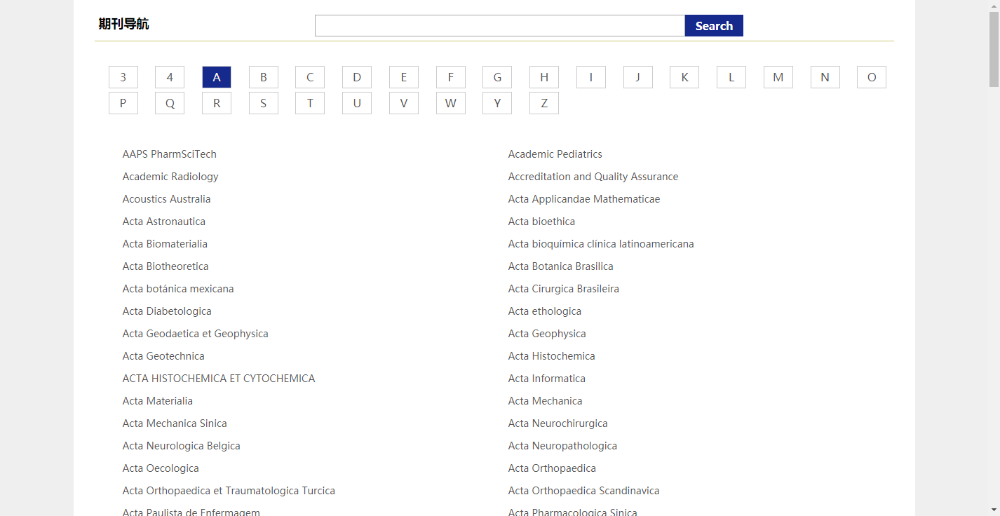 期刊导航
Search
3 4 A B C D E F G H I J K L M N O
P Q R S T U V W Y Z
AAPS PharmSciTech Academic Pediatrics
Academic Radiology Accreditation and Quality Assurance
Acoustics Australia Acta Applicandae Mathematicae
Acta Astronautica Acta bioethica
Acta Biomaterialia Acta bioquímica clínica latinoamericana
Acta Biotheoretica Acta Botanica Brasilica
Acta botánica mexicana Acta Cirurgica Brasileira
Acta Diabetologica Acta ethologica
Acta Geodaetica et Geophysica Acta Geophysica
Acta Geotechnica Acta Histochemica
ACTA HISTOCHEMICA ET CYTOCHEMICA Acta Informatica
Acta Materialia Acta Mechanica
Acta Mechanica Sinica Acta Neurochirurgica
Acta Neurologica Belgica Acta Neuropathologica
Acta Oecologica Acta Orthopaedica
Acta Orthopaedica et Traumatologica Turcica Acta Orthopaedica Scandinavica
Acta Paulista de Enfermagem Acta Pharmacologica Sinica